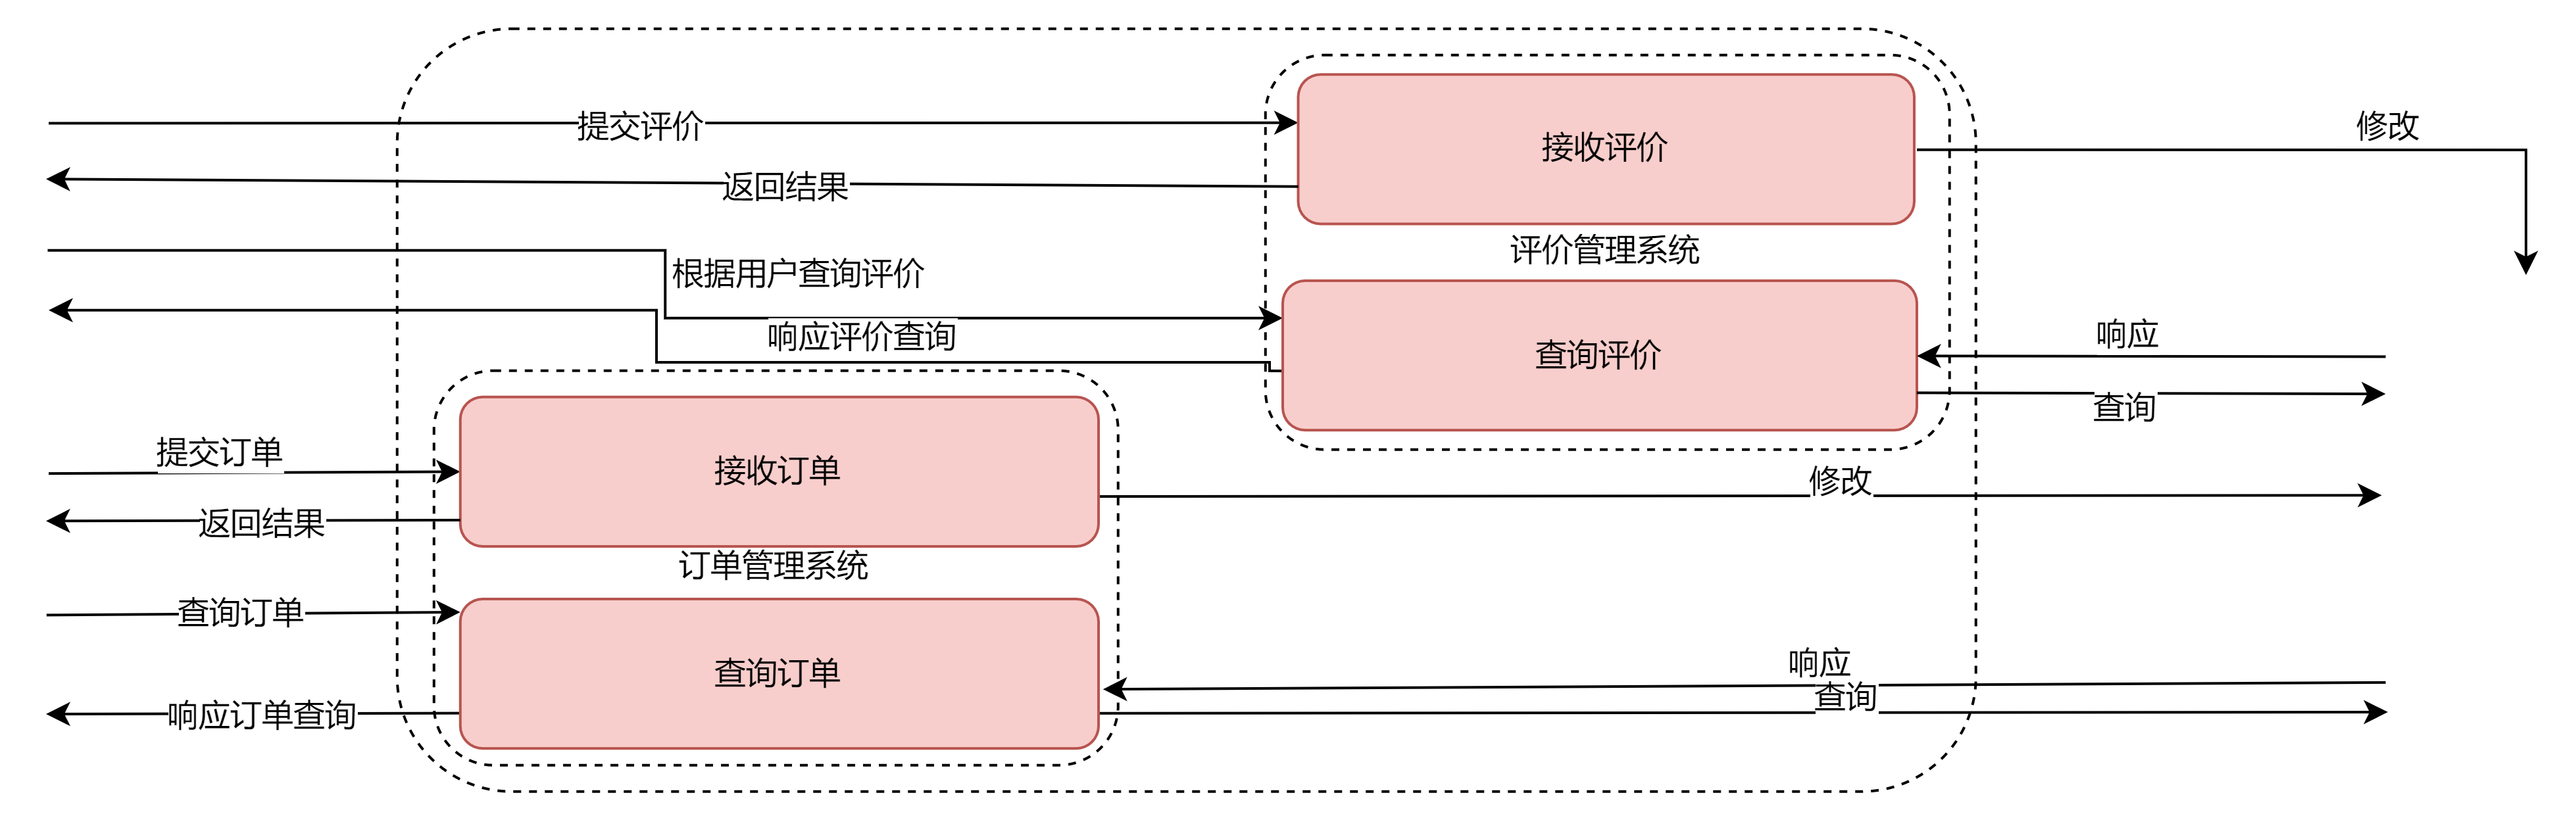 提交评价
接收评价
修改
返回结果
评价管理系统
根据用户查询评价
响应评价查询
查询评价
响应
查询
提交订单
接收订单
修改
返回结果
订单管理系统
查询订单
查询订单
响应
查询
响应订单查询